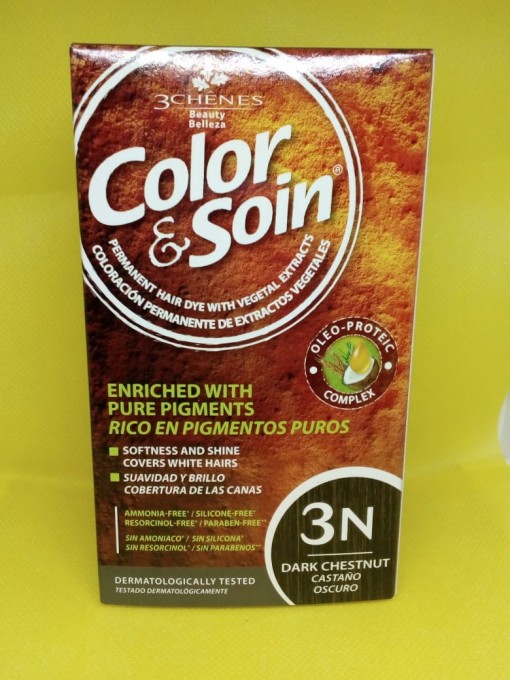 3CHÊNES
Beauty
Belleza
Color
& Soin®
PERMANENT HAIR DYE WITH VEGETAL EXTRACTS
COLORACIÓN PERMANENTE DE EXTRACTOS VEGETALES
OLEO-PROTEIC
COMPLEX
ENRICHED WITH
PURE PIGMENTS
RICO EN PIGMENTOS PUROS
SOFTNESS AND SHINE
COVERS WHITE HAIRS
SUAVIDAD Y BRILLO
COBERTURA DE LAS CANAS
AMMONIA-FREE* / SILICONE-FREE*
RESORCINOL-FREE* / PARABEN-FREE**
SIN AMONIACO* / SIN SILICONA*
SIN RESORCINOL* / SIN PARABENOS**
3N
DARK CHESTNUT
CASTAÑO
OSCURO
DERMATOLOGICALLY TESTED
TESTADO DERMATOLÓGICAMENTE